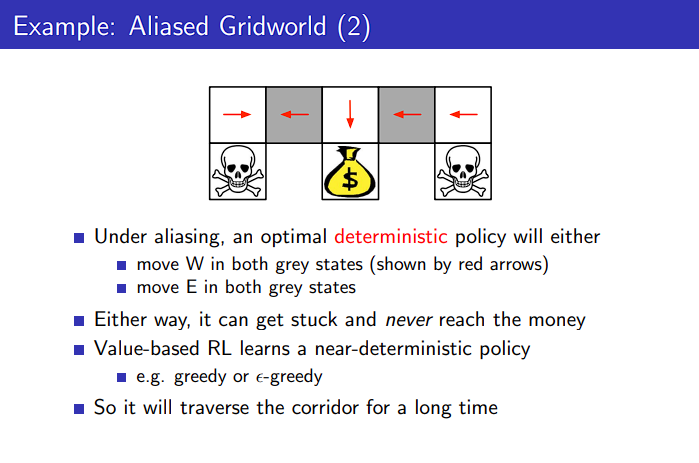 Example: Aliased Gridworld (2)
$
Under aliasing, an optimal deterministic policy will either
move W in both grey states (shown by red arrows)
move E in both grey states
Either way, it can get stuck and never reach the money
Value-based RL learns a near-deterministic policy
e.g. greedy or ϵ-greedy
So it will traverse the corridor for a long time